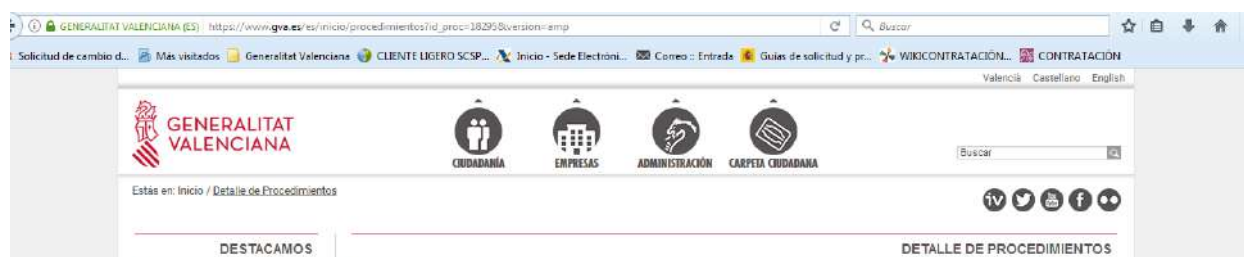 GENERALITAT VALENCIANA (ES) https://www.gva.es/es/inicio/procedimientos?id_proc=18295&version=amp Buscar
Solicitud de cambio d... Más visitados Generalitat Valenciana CLIENTE LIGERO SCSP... Inicio - Sede Electróni... Correo :: Entrada Guías de solicitud y pr... WIKICONTRATACIÓN... CONTRATACIÓN
Valencià Castellano English
GENERALITAT
VALENCIANA
CIUDADANÍA EMPRESAS ADMINISTRACIÓN CARPETA CIUDADANA
Buscar
Estás en: Inicio / Detalle de Procedimientos
DESTACAMOS DETALLE DE PROCEDIMIENTOS